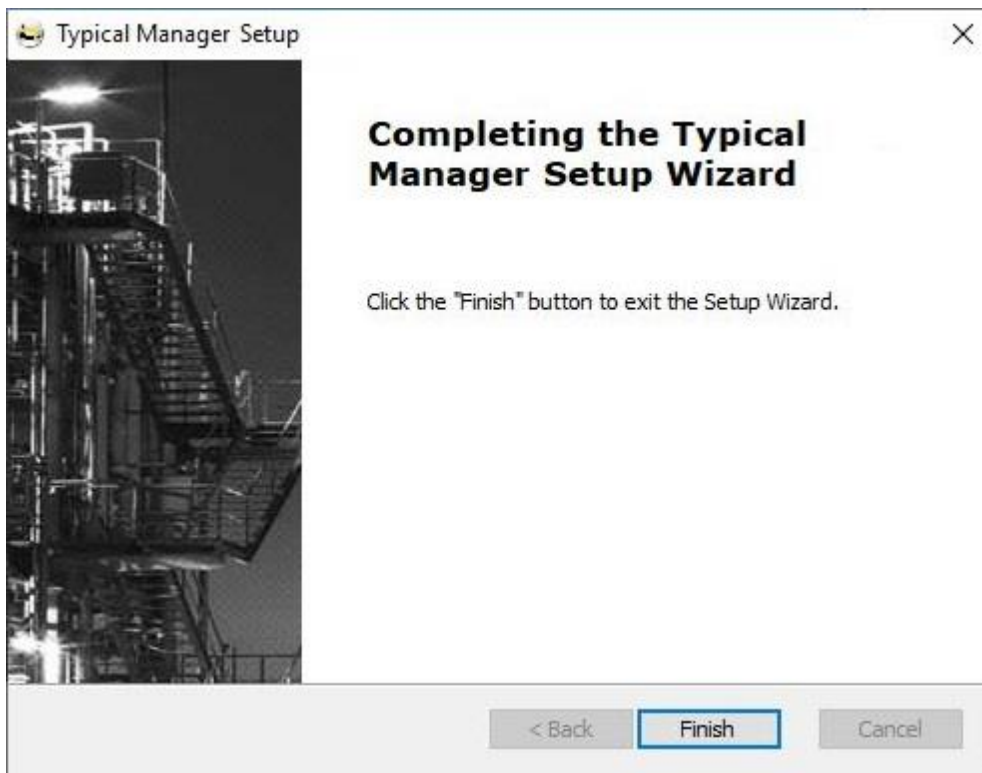 Typical Manager Setup
Completing the Typical
Manager Setup Wizard
Click the "Finish" button to exit the Setup Wizard.
< Back
Finish
Cancel